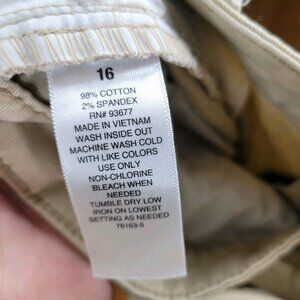 16
98% COTTON
2% SPANDEX
RN# 93677
MADE IN VIETNAM
WASH INSIDE OUT
MACHINE WASH COLD
WITH LIKE COLORS
USE ONLY
NON-CHLORINE
BLEACH WHEN
NEEDED
TUMBLE DRY LOW
IRON ON LOWEST
SETTING AS NEEDED
76163-S